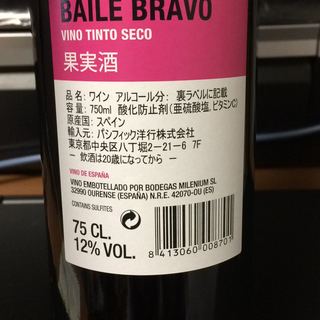 BAILE BRAVO
VINO TINTO SECO
果実酒
品名: ワイン アルコール分: 裏ラベルに記載
容量: 750ml 酸化防止剤(亜硫酸塩,ビタミンC)
原産国: スペイン
輸入元: パシフィック洋行株式会社
東京都中央区八丁堀2-21-6 7F
— 飲酒は20歳になってから —
VINO DE ESPAÑA
VINO EMBOTELLADO POR BODEGAS MILENIUM SL
32990 OURENSE (ESPAÑA) N.R.E. 42070-OU (ES)
CONTAINS SULFITES
75 CL.
12% VOL.
8 413060 008701